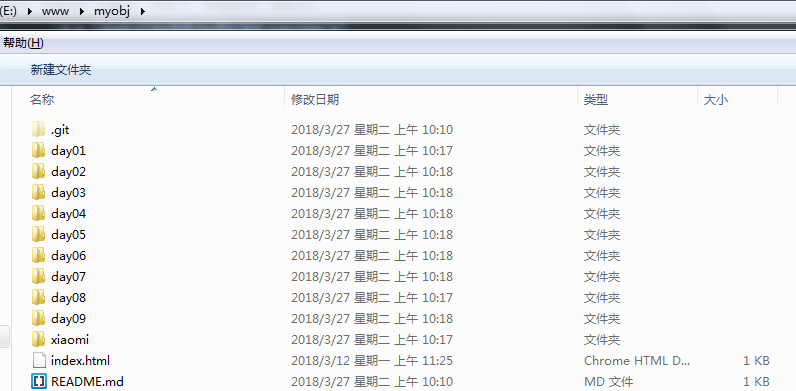 (E:) www myobj
帮助(H)
新建文件夹
名称 修改日期 类型 大小
.git 2018/3/27 星期二 上午 10:10 文件夹
day01 2018/3/27 星期二 上午 10:17 文件夹
day02 2018/3/27 星期二 上午 10:18 文件夹
day03 2018/3/27 星期二 上午 10:18 文件夹
day04 2018/3/27 星期二 上午 10:18 文件夹
day05 2018/3/27 星期二 上午 10:18 文件夹
day06 2018/3/27 星期二 上午 10:18 文件夹
day07 2018/3/27 星期二 上午 10:18 文件夹
day08 2018/3/27 星期二 上午 10:17 文件夹
day09 2018/3/27 星期二 上午 10:18 文件夹
xiaomi 2018/3/27 星期二 上午 10:17 文件夹
index.html 2018/3/12 星期一 上午 11:25 Chrome HTML D... 1 KB
README.md 2018/3/27 星期二 上午 10:10 MD 文件 1 KB